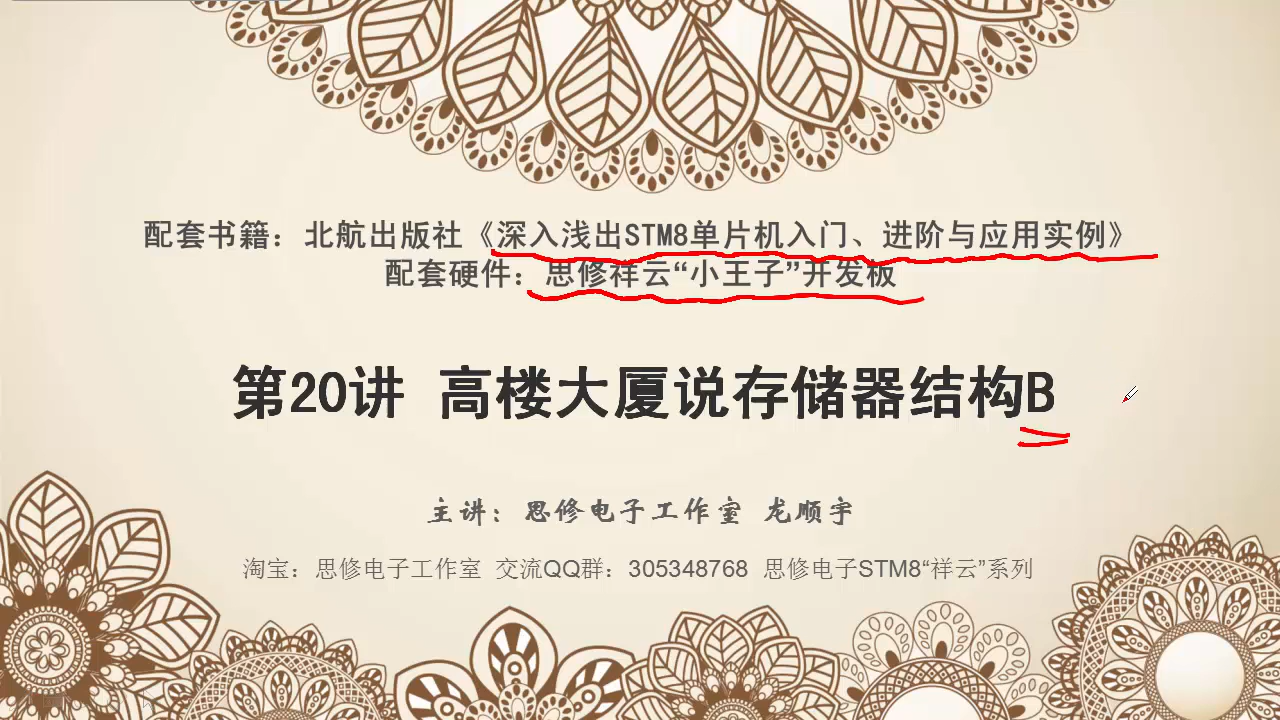 配套书籍：北航出版社《深入浅出STM8单片机入门、进阶与应用实例》
配套硬件：思修祥云“小王子”开发板
第20讲 高楼大厦说存储器结构B
主讲：思修电子工作室 龙顺宇
淘宝：思修电子工作室 交流QQ群：305348768 思修电子STM8“祥云”系列